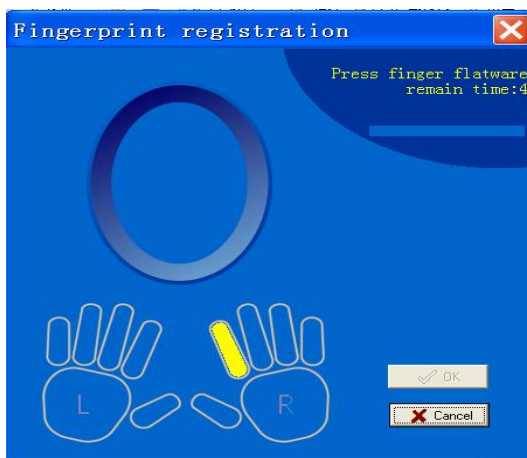 Fingerprint registration
Press finger flatware
remain time:4
L
R
OK
Cancel